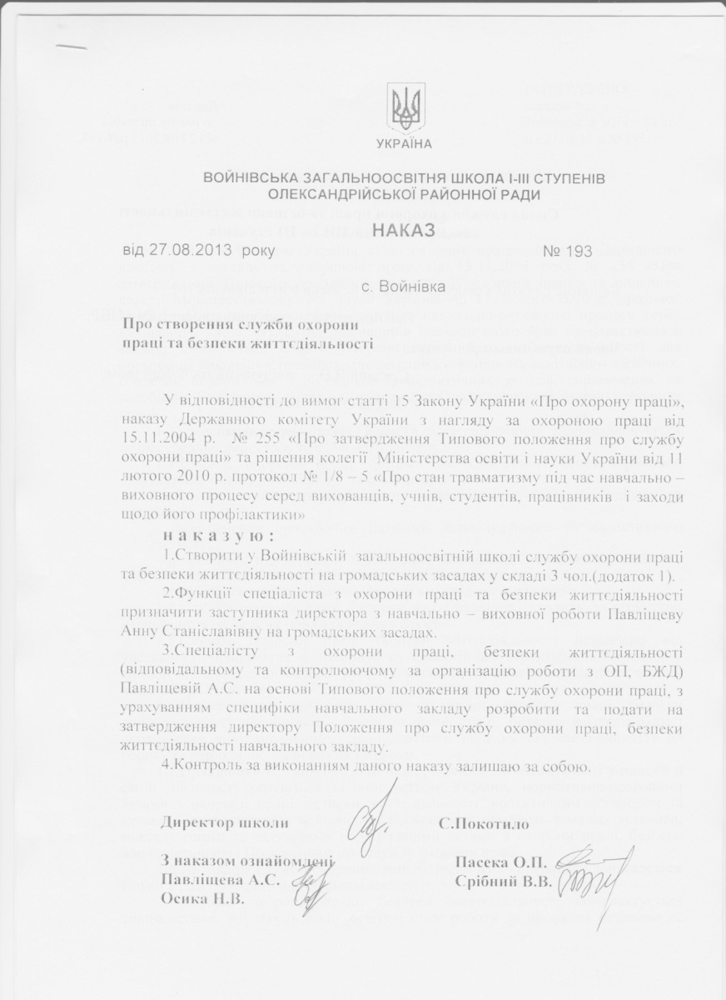 УКРАЇНА
ВОЙНІВСЬКА ЗАГАЛЬНООСВІТНЯ ШКОЛА І-ІІІ СТУПЕНІВ
ОЛЕКСАНДРІЙСЬКОЇ РАЙОННОЇ РАДИ
НАКАЗ
від 27.08.2013 року № 193
с. Войнівка
Про створення служби охорони
праці та безпеки життєдіяльності
У відповідності до вимог статті 15 Закону України «Про охорону праці»,
наказу Державного комітету України з нагляду за охороною праці від
15.11.2004 р. № 255 «Про затвердження Типового положення про службу
охорони праці» та рішення колегії Міністерства освіти і науки України від 11
лютого 2010 р. протокол № 1/8 – 5 «Про стан травматизму під час навчально –
виховного процесу серед вихованців, учнів, студентів, працівників і заходи
щодо його профілактики»
н а к а з у ю :
1.Створити у Войнівській загальноосвітній школі службу охорони праці
та безпеки життєдіяльності на громадських засадах у складі 3 чол.(додаток 1).
2.Функції спеціаліста з охорони праці та безпеки життєдіяльності
призначити заступника директора з навчально – виховної роботи Павліщеву
Анну Станіславівну на громадських засадах.
3.Спеціалісту з охорони праці, безпеки життєдіяльності
(відповідальному та контролюючому за організацію роботи з ОП, БЖД)
Павліщевій А.С. на основі Типового положення про службу охорони праці, з
урахуванням специфіки навчального закладу розробити та подати на
затвердження директору Положення про службу охорони праці, безпеки
життєдіяльності навчального закладу.
4.Контроль за виконанням даного наказу залишаю за собою.
Директор школи С.Покотило
З наказом ознайомлені Пасека О.П.
Павліщева А.С. Срібний В.В.
Осика Н.В.